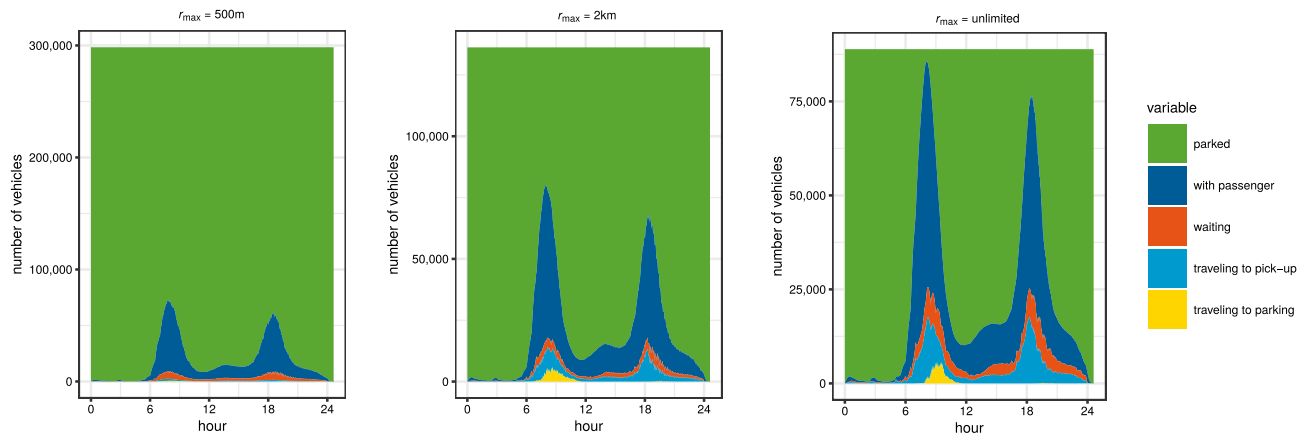 r_max = 500m
number of vehicles
300,000
200,000
100,000
0
0 6 12 18 24
hour
r_max = 2km
number of vehicles
100,000
50,000
0
0 6 12 18 24
hour
r_max = unlimited
number of vehicles
75,000
50,000
25,000
0
0 6 12 18 24
hour
variable
parked
with passenger
waiting
traveling to pick−up
traveling to parking